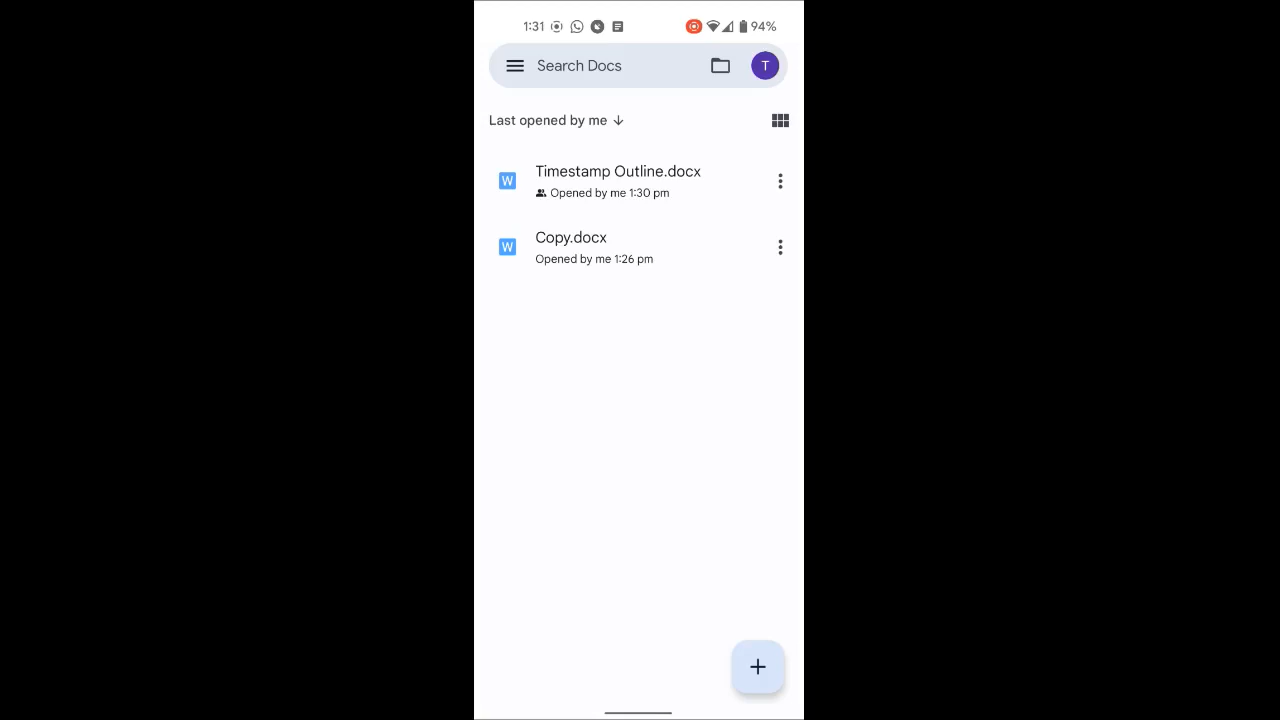 1:31 94%
Search Docs T
Last opened by me
W Timestamp Outline.docx
Opened by me 1:30 pm
W Copy.docx
Opened by me 1:26 pm